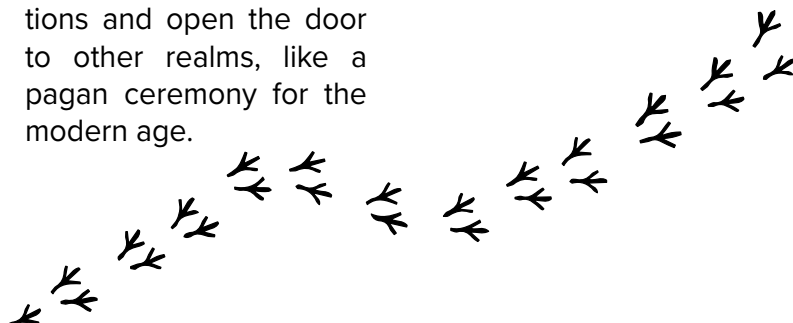 tions and open the door
to other realms, like a
pagan ceremony for the
modern age.